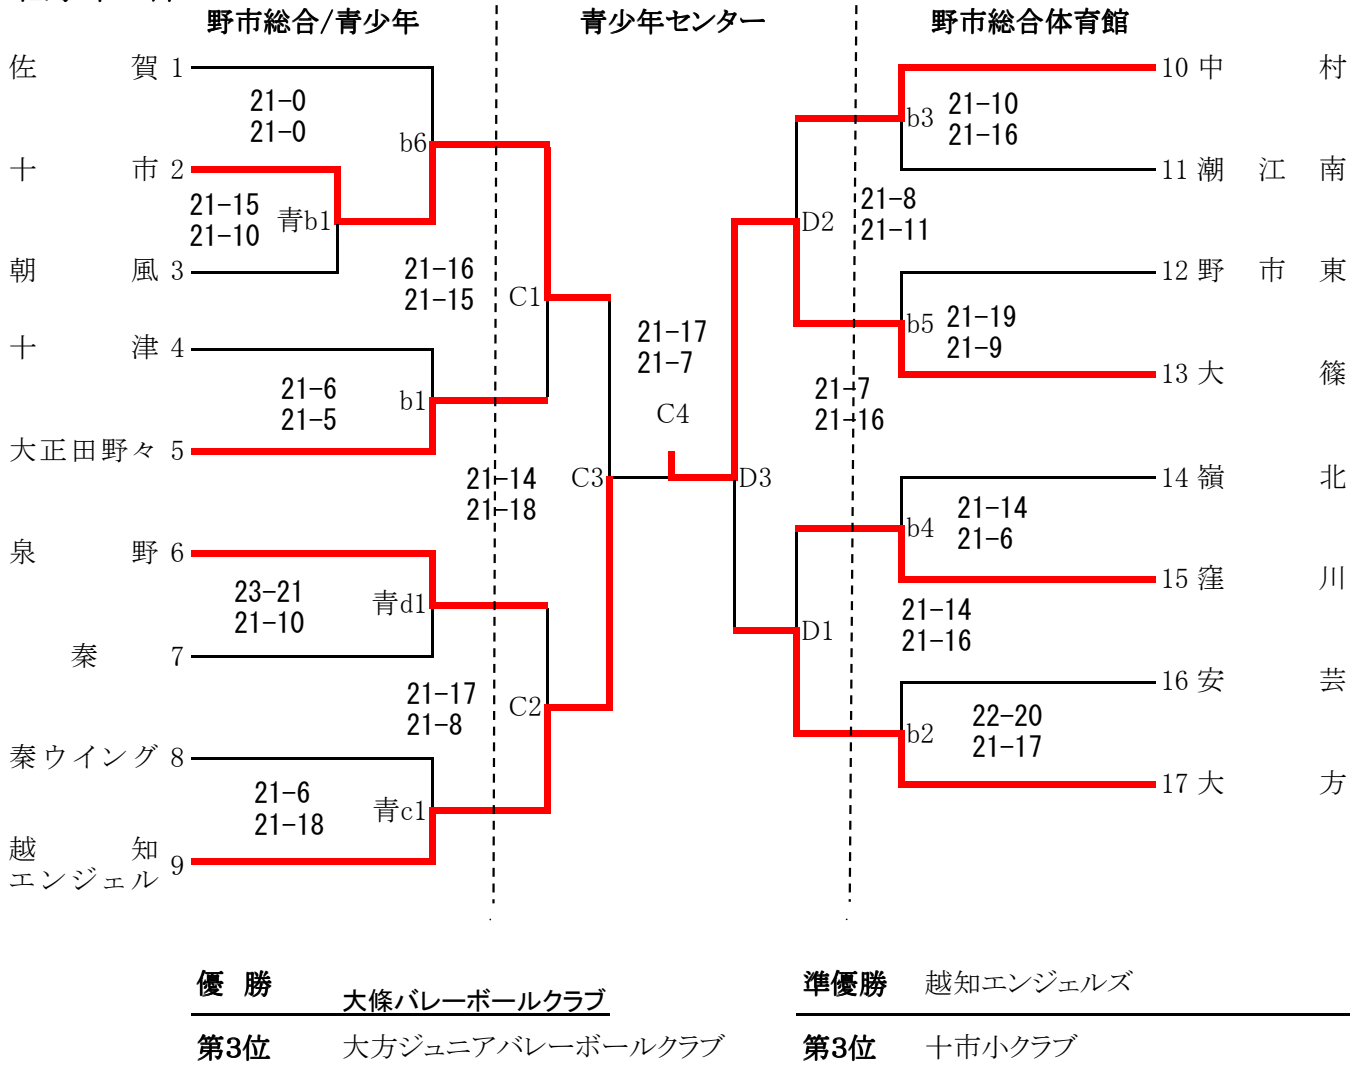 野市総合/青少年
青少年センター
野市総合体育館
佐賀 1
21-0
21-0
b6
十市 2
21-15
21-10
青b1
朝風 3
21-16
21-15
C1
十津 4
21-6
21-5
b1
大正田野々 5
21-14
21-18
C3
泉野 6
23-21
21-10
青d1
秦 7
21-17
21-8
C2
秦ウイング 8
21-6
21-18
青c1
越知
エンジェル 9
21-17
21-7
C4
10 中村
b3
21-10
21-16
11 潮江南
D2
21-8
21-11
12 野市東
b5
21-19
21-9
13 大篠
21-7
21-16
D3
14 嶺北
b4
21-14
21-6
15 窪川
D1
21-14
21-16
16 安芸
b2
22-20
21-17
17 大方
優勝 大條バレーボールクラブ
準優勝 越知エンジェルズ
第3位 大方ジュニアバレーボールクラブ
第3位 十市小クラブ